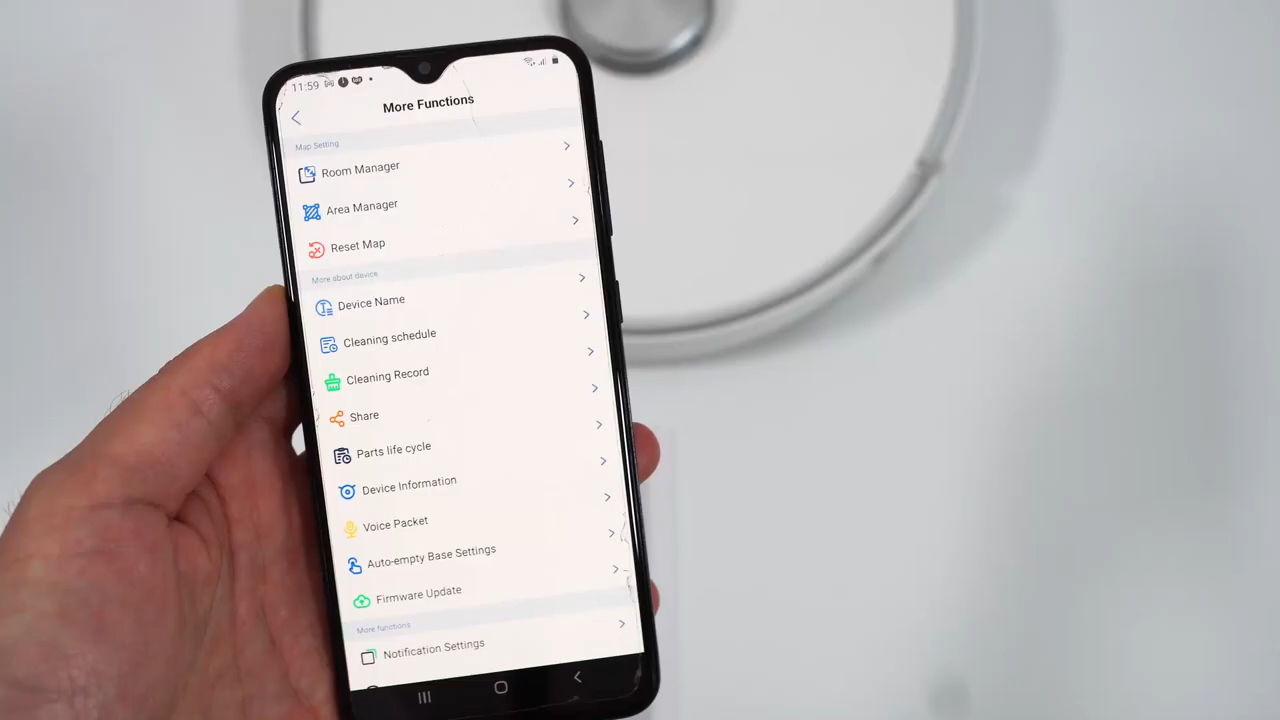 11:59
More Functions
Map Setting
Room Manager
Area Manager
Reset Map
More about device
Device Name
Cleaning schedule
Cleaning Record
Share
Parts life cycle
Device Information
Voice Packet
Auto-empty Base Settings
Firmware Update
More functions
Notification Settings